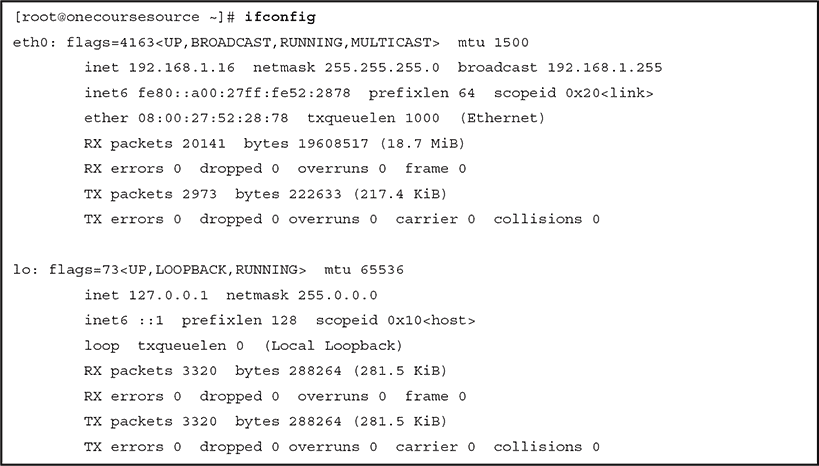 [root@onecoursesource ~]# ifconfig
eth0: flags=4163<UP,BROADCAST,RUNNING,MULTICAST>  mtu 1500
        inet 192.168.1.16  netmask 255.255.255.0  broadcast 192.168.1.255
        inet6 fe80::a00:27ff:fe52:2878  prefixlen 64  scopeid 0x20<link>
        ether 08:00:27:52:28:78  txqueuelen 1000  (Ethernet)
        RX packets 20141  bytes 19608517 (18.7 MiB)
        RX errors 0  dropped 0  overruns 0  frame 0
        TX packets 2973  bytes 222633 (217.4 KiB)
        TX errors 0  dropped 0 overruns 0  carrier 0  collisions 0

lo: flags=73<UP,LOOPBACK,RUNNING>  mtu 65536
        inet 127.0.0.1  netmask 255.0.0.0
        inet6 ::1  prefixlen 128  scopeid 0x10<host>
        loop  txqueuelen 0  (Local Loopback)
        RX packets 3320  bytes 288264 (281.5 KiB)
        RX errors 0  dropped 0  overruns 0  frame 0
        TX packets 3320  bytes 288264 (281.5 KiB)
        TX errors 0  dropped 0 overruns 0  carrier 0  collisions 0